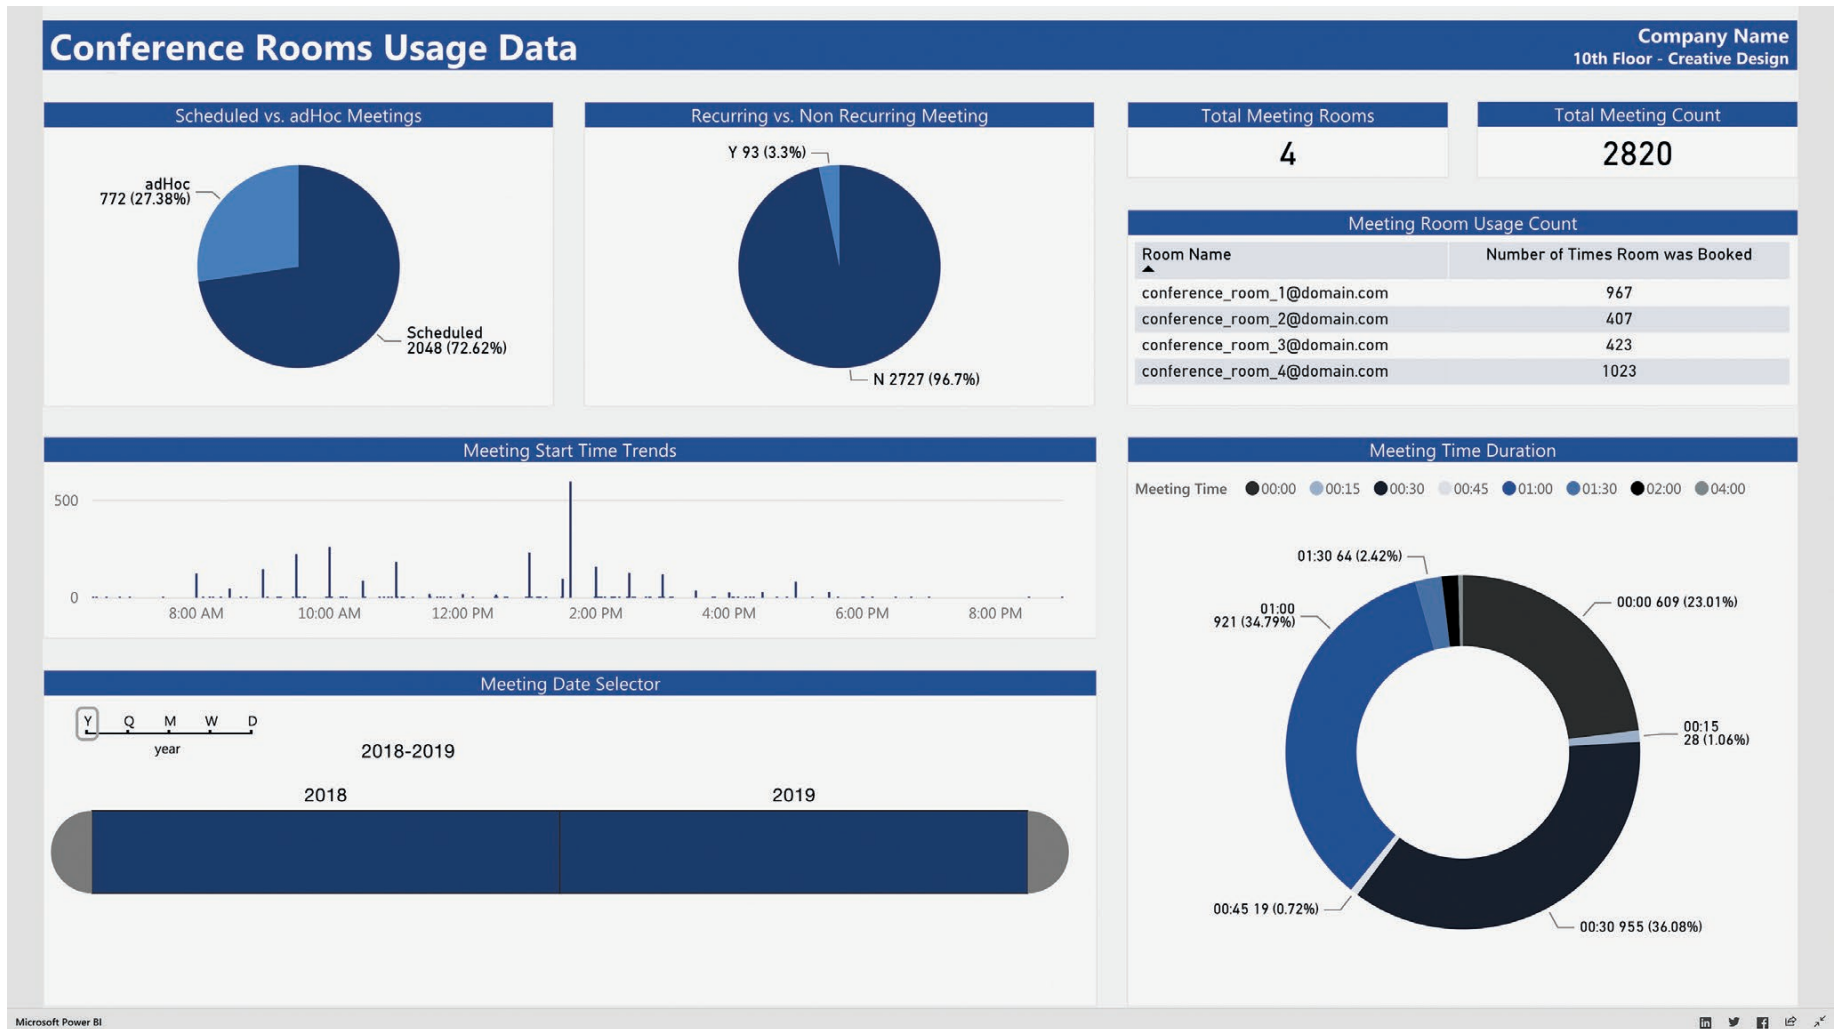 Conference Rooms Usage Data
Company Name
10th Floor - Creative Design
Scheduled vs. adHoc Meetings
adHoc
772 (27.38%)
Scheduled
2048 (72.62%)
Recurring vs. Non Recurring Meeting
Y 93 (3.3%)
N 2727 (96.7%)
Total Meeting Rooms
4
Total Meeting Count
2820
Meeting Room Usage Count
Room Name Number of Times Room was Booked
conference_room_1@domain.com 967
conference_room_2@domain.com 407
conference_room_3@domain.com 423
conference_room_4@domain.com 1023
Meeting Start Time Trends
500
0
8:00 AM 10:00 AM 12:00 PM 2:00 PM 4:00 PM 6:00 PM 8:00 PM
Meeting Date Selector
Y Q M W D
year
2018-2019
2018 2019
Meeting Time Duration
Meeting Time 00:00 00:15 00:30 00:45 01:00 01:30 02:00 04:00
01:30 64 (2.42%)
00:00 609 (23.01%)
01:00
921 (34.79%)
00:15
28 (1.06%)
00:45 19 (0.72%)
00:30 955 (36.08%)
Microsoft Power BI